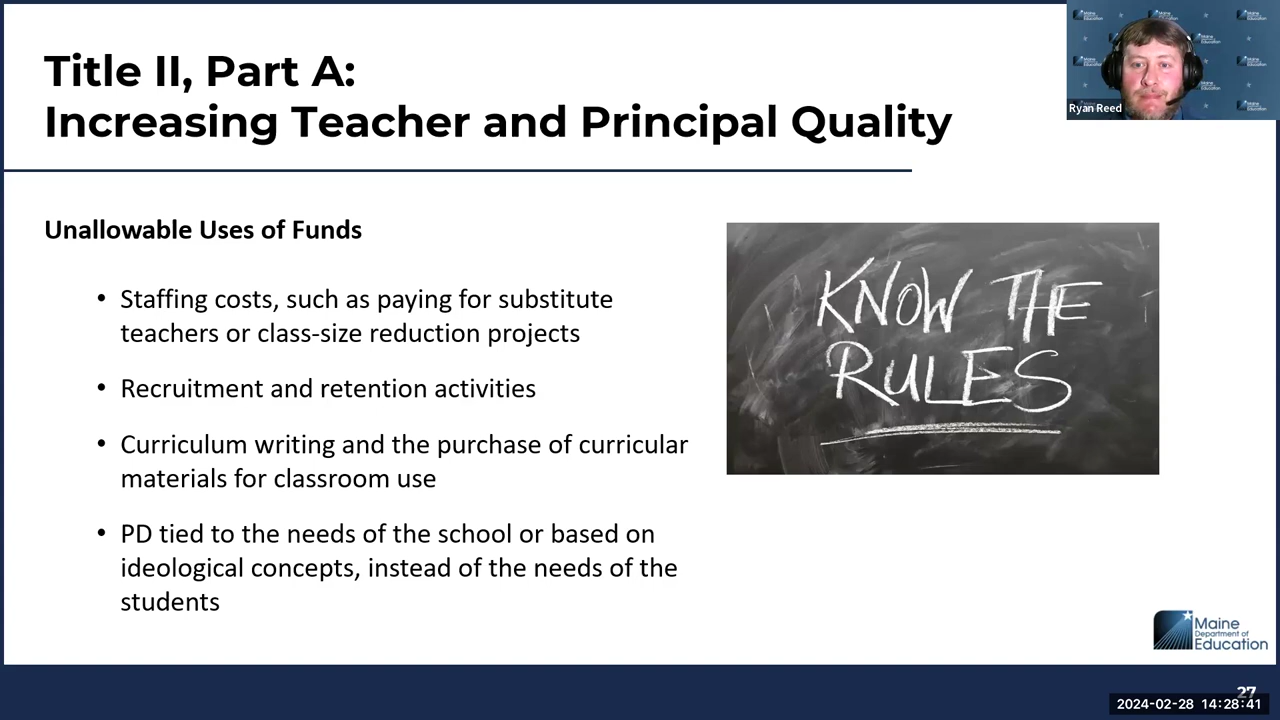 Title II, Part A:
Increasing Teacher and Principal Quality
Ryan Reed
Unallowable Uses of Funds
• Staffing costs, such as paying for substitute
teachers or class-size reduction projects
• Recruitment and retention activities
• Curriculum writing and the purchase of curricular
materials for classroom use
• PD tied to the needs of the school or based on
ideological concepts, instead of the needs of the
students
KNOW THE
RULES
Maine
Department of
Education
27
2024-02-28 14:28:41